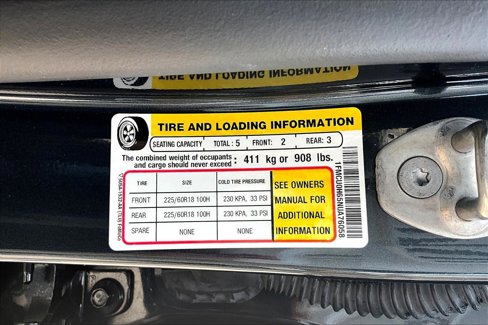 TIRE AND LOADING INFORMATION
SEATING CAPACITY TOTAL: 5 FRONT: 2 REAR: 3
The combined weight of occupants
and cargo should never exceed: 411 kg or 908 lbs.
TIRE SIZE COLD TIRE PRESSURE
FRONT 225/60R18 100H 230 KPA, 33 PSI
REAR 225/60R18 100H 230 KPA, 33 PSI
SPARE NONE NONE
SEE OWNERS
MANUAL FOR
ADDITIONAL
INFORMATION
TIRE AND LOADING INFORMATION